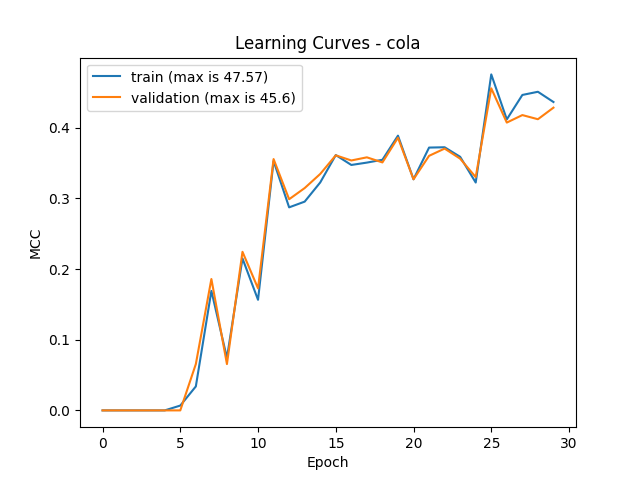 Learning Curves - cola
train (max is 47.57)
validation (max is 45.6)
MCC
0.4
0.3
0.2
0.1
0.0
0 5 10 15 20 25 30
Epoch